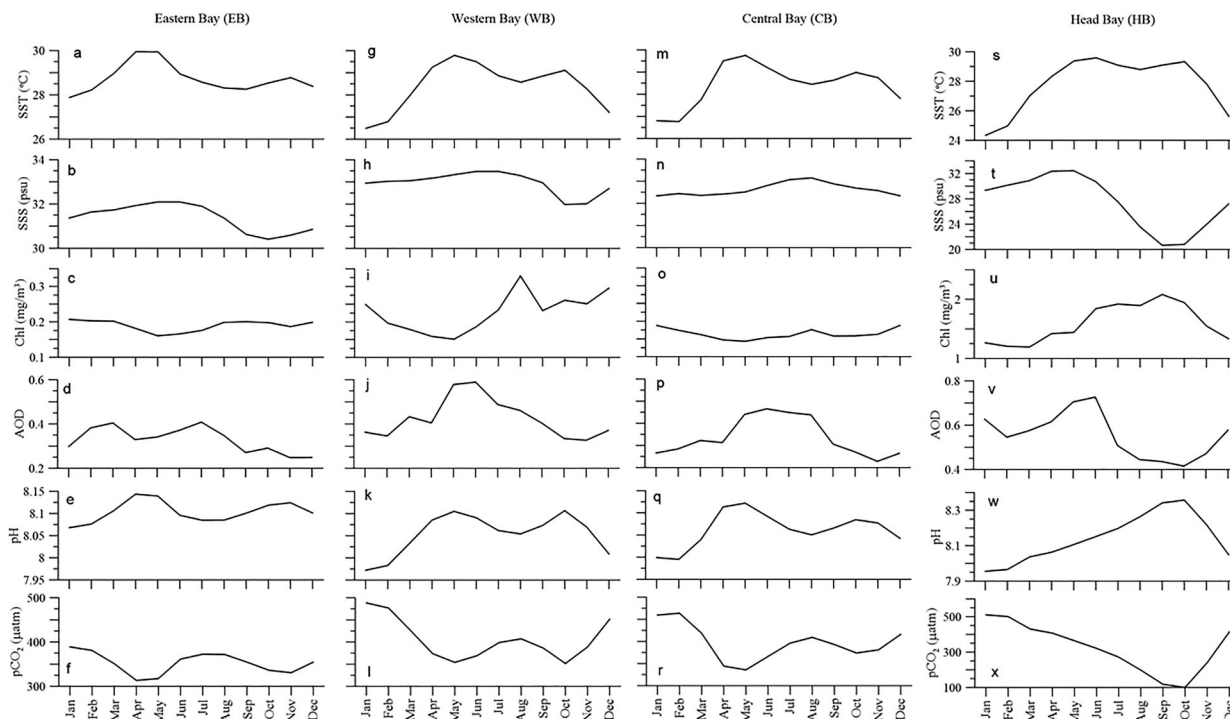 Eastern Bay (EB) Western Bay (WB) Central Bay (CB) Head Bay (HB)
a g m s
SST (°C) 30 28 26
SST (°C) 30 28 26 24
b h n t
SSS (psu) 34 32 30
SSS (psu) 32 28 24 20
c i o u
Chl (mg/m³) 0.3 0.2 0.1
Chl (mg/m³) 2 1
d j p v
AOD 0.6 0.4 0.2
AOD 0.8 0.6 0.4
e k q w
pH 8.15 8.1 8.05 8 7.95
pH 8.3 8.1 7.9
f l r x
pCO₂ (µatm) 500 400 300
pCO₂ (µatm) 500 300 100
Jan Feb Mar Apr May Jun Jul Aug Sep Oct Nov Dec
Jan Feb Mar Apr May Jun Jul Aug Sep Oct Nov Dec
Jan Feb Mar Apr May Jun Jul Aug Sep Oct Nov Dec
Jan Feb Mar Apr May Jun Jul Aug Sep Oct Nov Dec